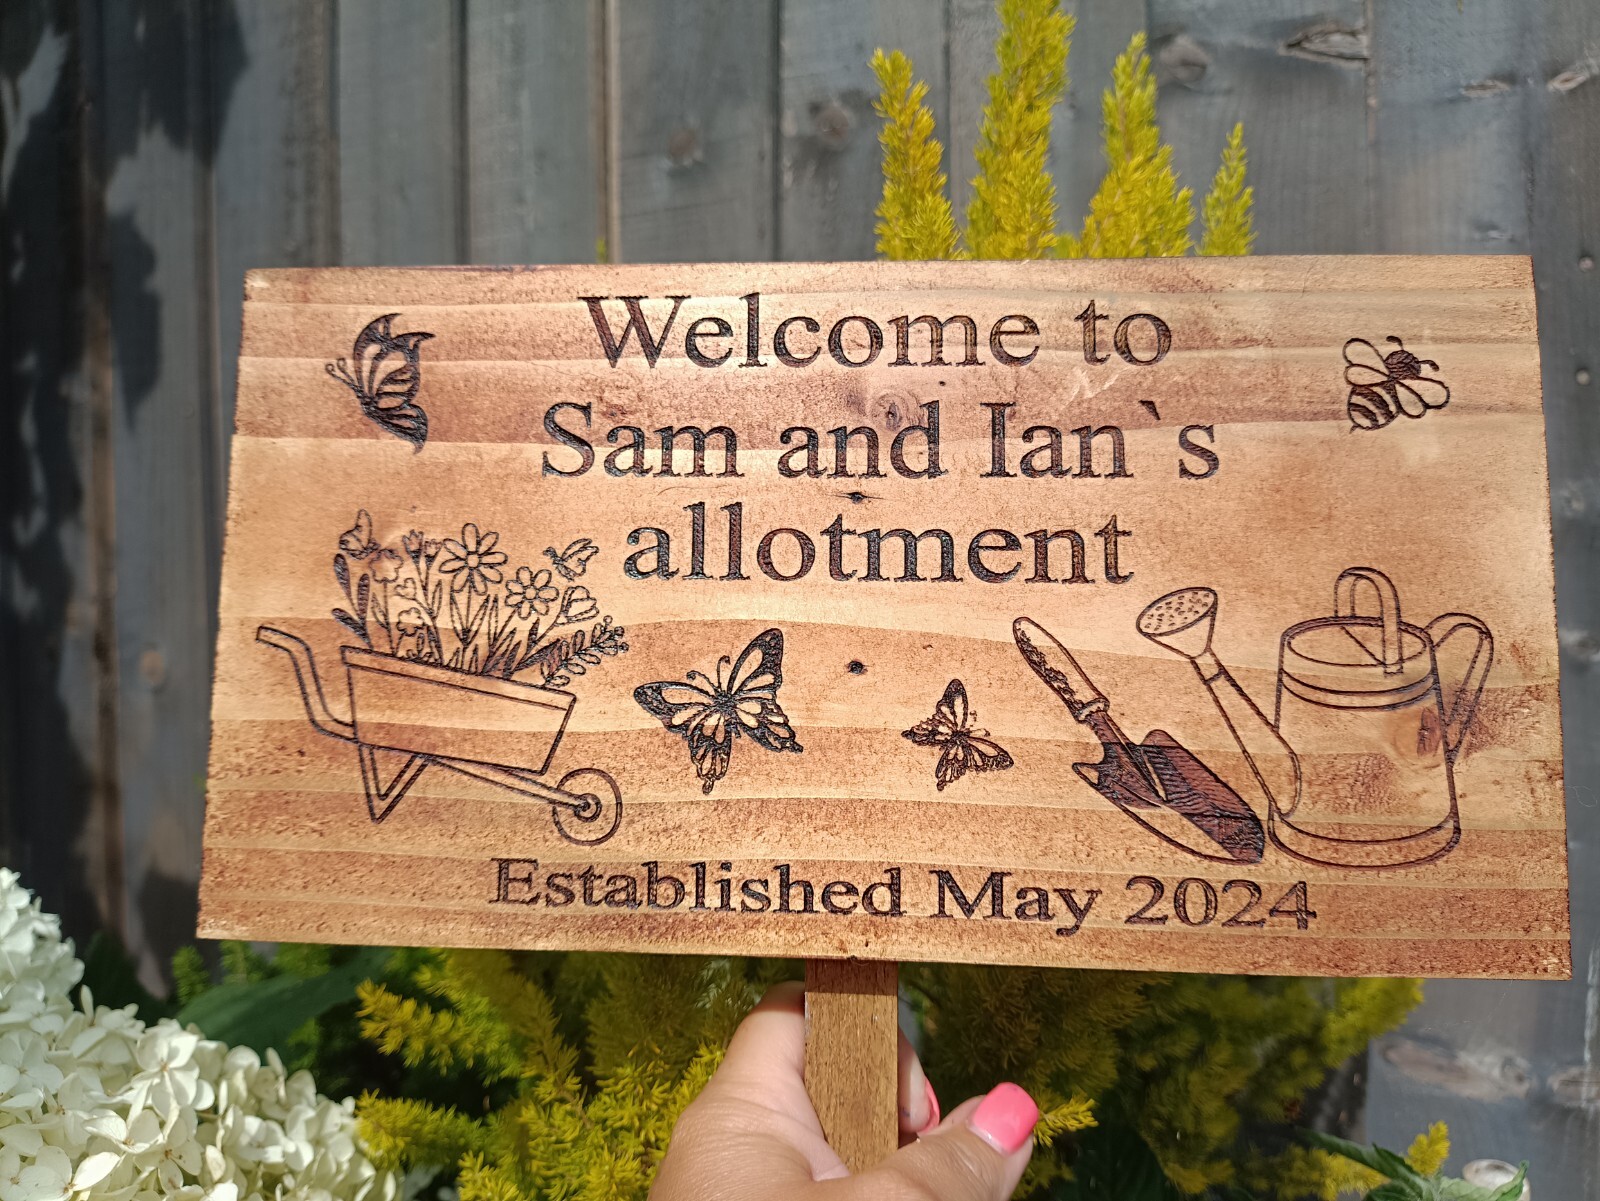 Welcome to
Sam and Ian`s
allotment
Established May 2024